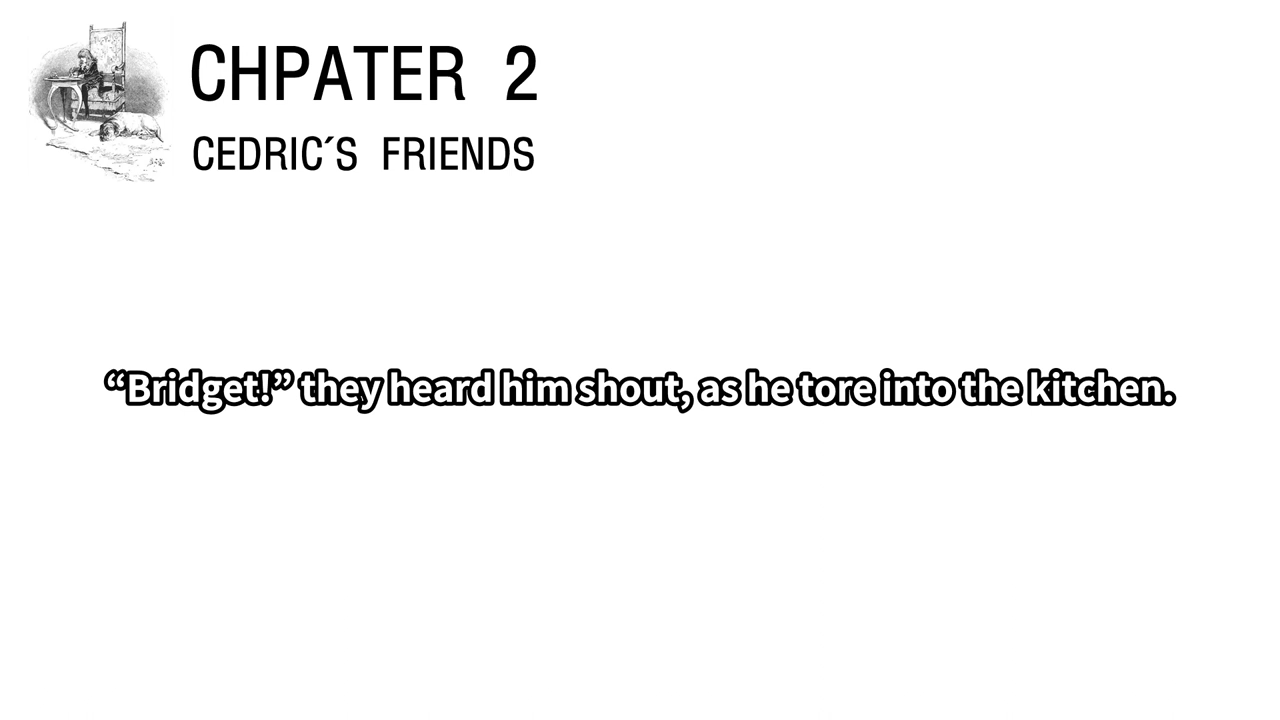 CHPATER 2
CEDRIC´S FRIENDS
“Bridget!” they heard him shout, as he tore into the kitchen.